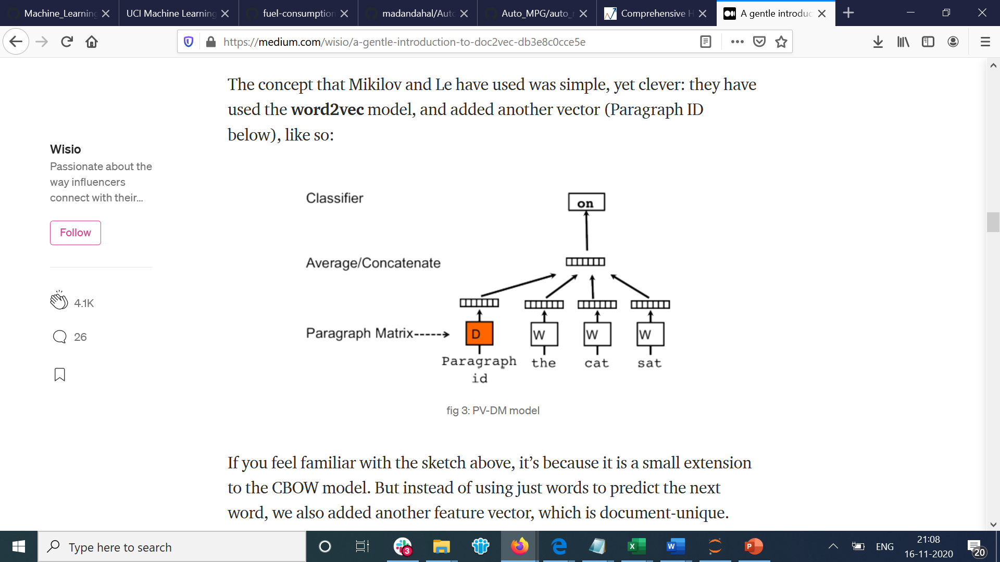 Machine_Learning
UCI Machine Learning
fuel-consumption
madandahal/Auto
Auto_MPG/auto_
Comprehensive H
A gentle introduc
https://medium.com/wisio/a-gentle-introduction-to-doc2vec-db3e8c0cce5e
The concept that Mikilov and Le have used was simple, yet clever: they have
used the word2vec model, and added another vector (Paragraph ID
below), like so:
Wisio
Passionate about the
way influencers
connect with their...
Follow
4.1K
26
Classifier
on
Average/Concatenate
Paragraph Matrix----->
D
W
W
W
Paragraph
id
the
cat
sat
fig 3: PV-DM model
If you feel familiar with the sketch above, it’s because it is a small extension
to the CBOW model. But instead of using just words to predict the next
word, we also added another feature vector, which is document-unique.
Type here to search
3
ENG
21:08
16-11-2020
20